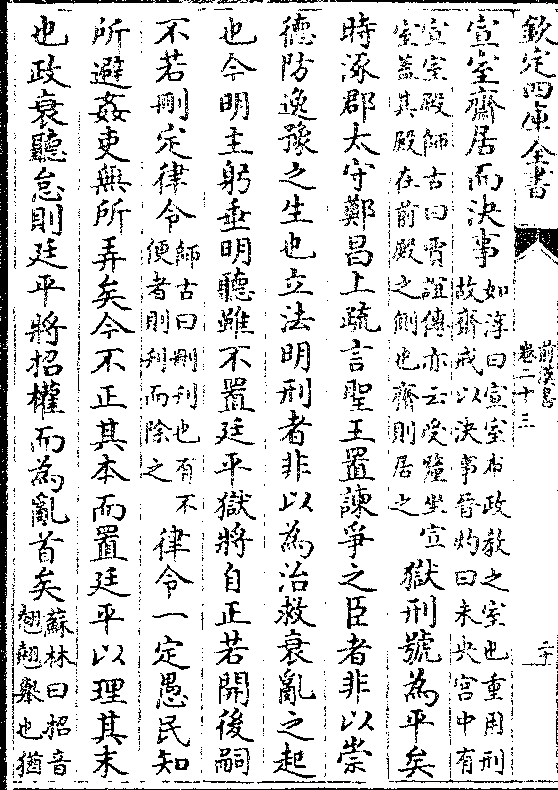 欽定四庫全書
前漢書
卷二十三
宣室齋居而決事
如淳曰宣室布政教之室也重用刑
故齋戒以決事晉灼曰未央宮中有
宣室殿師古曰賈誼傳亦云受釐坐宣
室蓋其殿在前殿之側也齋則居之
獄刑號為平矣
時涿郡太守鄭昌上疏言聖王置諫爭之臣者非以崇
德防逸豫之生也立法明刑者非以為治救衰亂之起
也今明主躬垂明聽雖不置廷平獄將自正若開後嗣
不若刪定律令
師古曰刪刋也有不
便者則刋而除之
律令一定愚民知
所避姦吏無所弄矣今不正其本而置廷平以理其末
也政衰聽怠則廷平將招權而為亂首矣
蘇林曰招音
翹翹舉也猶